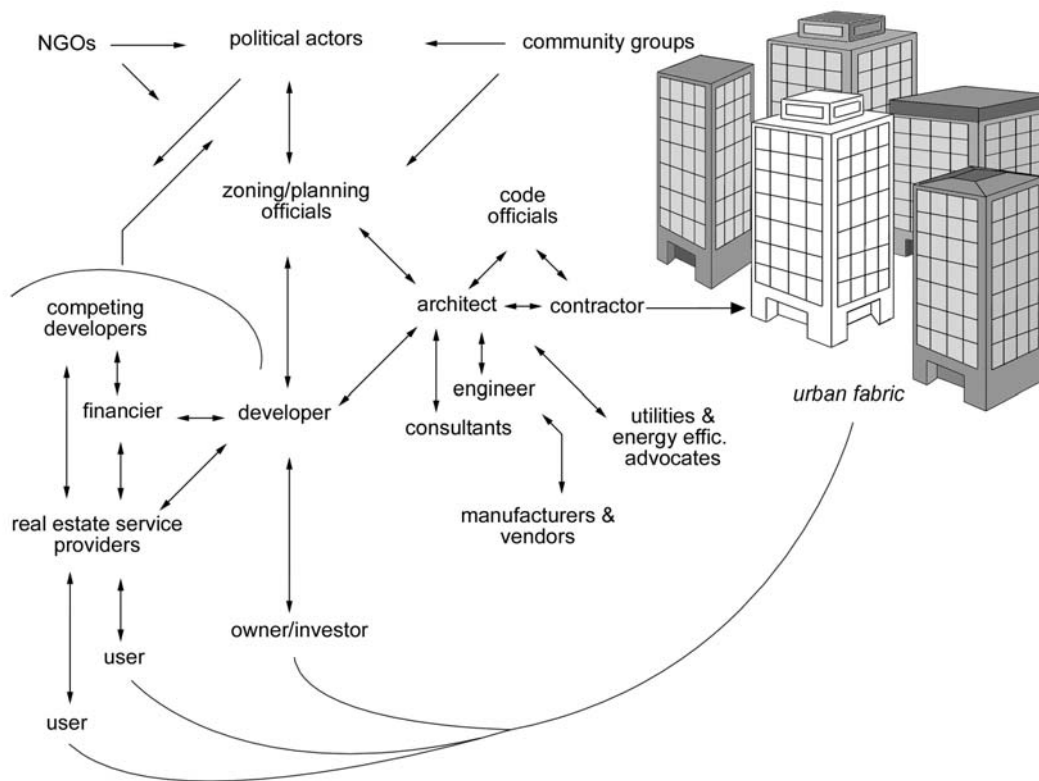 NGOs
political actors
community groups
zoning/planning
officials
code
officials
competing
developers
architect
contractor
engineer
urban fabric
financier
developer
consultants
utilities &
energy effic.
advocates
real estate service
providers
manufacturers &
vendors
owner/investor
user
user